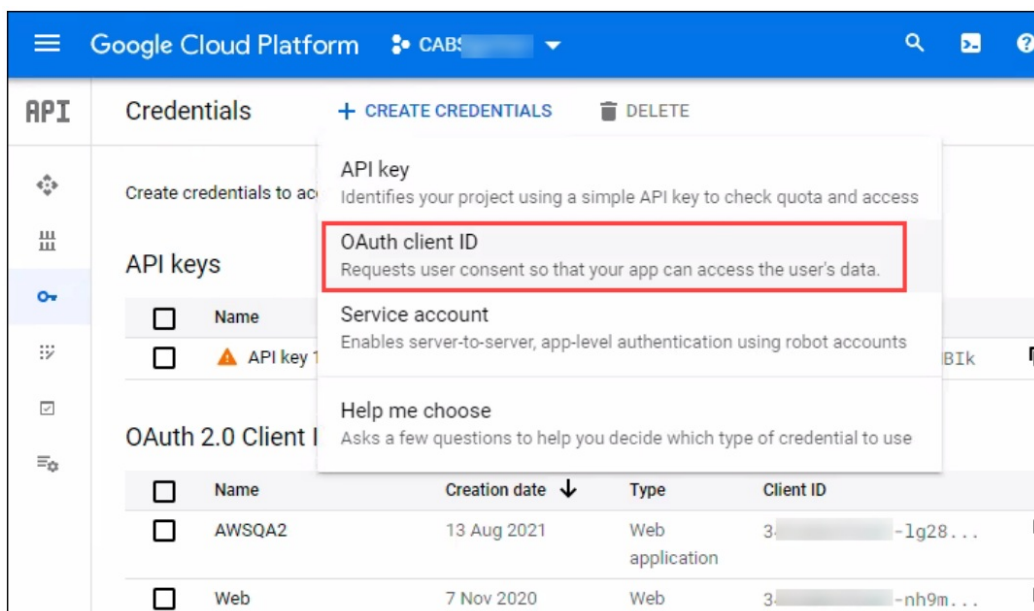 Google Cloud Platform CABS
API Credentials + CREATE CREDENTIALS DELETE
API key
Create credentials to ac
Identifies your project using a simple API key to check quota and access
OAuth client ID
API keys
Requests user consent so that your app can access the user's data.
Service account
Name
Enables server-to-server, app-level authentication using robot accounts
API key 1
BIk
Help me choose
OAuth 2.0 Client I
Asks a few questions to help you decide which type of credential to use
Name Creation date Type Client ID
AWSQA2 13 Aug 2021 Web application 34 -lg28...
Web 7 Nov 2020 Web 34 -nh9m...